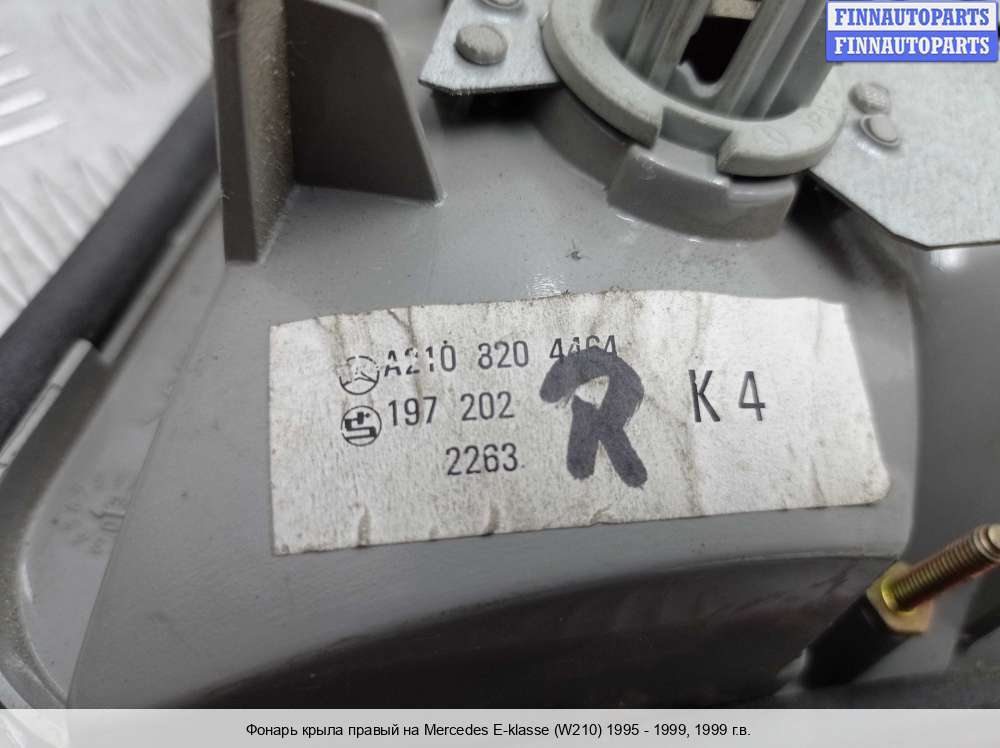 FINNAUTOPARTS
FINNAUTOPARTS
A210 820 4464
197 202
2263
R
K4
Фонарь крыла правый на Mercedes E-klasse (W210) 1995 - 1999, 1999 г.в.